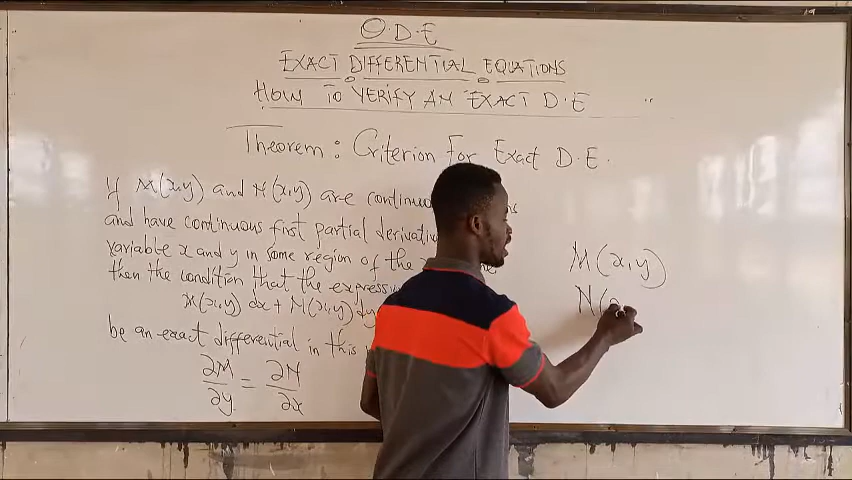 O.D.E
EXACT DIFFERENTIAL EQUATIONS
HOW TO VERIFY AN EXACT D.E
Theorem: Criterion For Exact D.E.
If M(x,y) and N(x,y) are continuous
and have continuous first partial
variable x and y in some region of the
then the condition that the
M(x,y) dx + N(x,y) dy
be an exact differential in this
∂M/∂y = ∂N/∂x
M(x,y)
N(